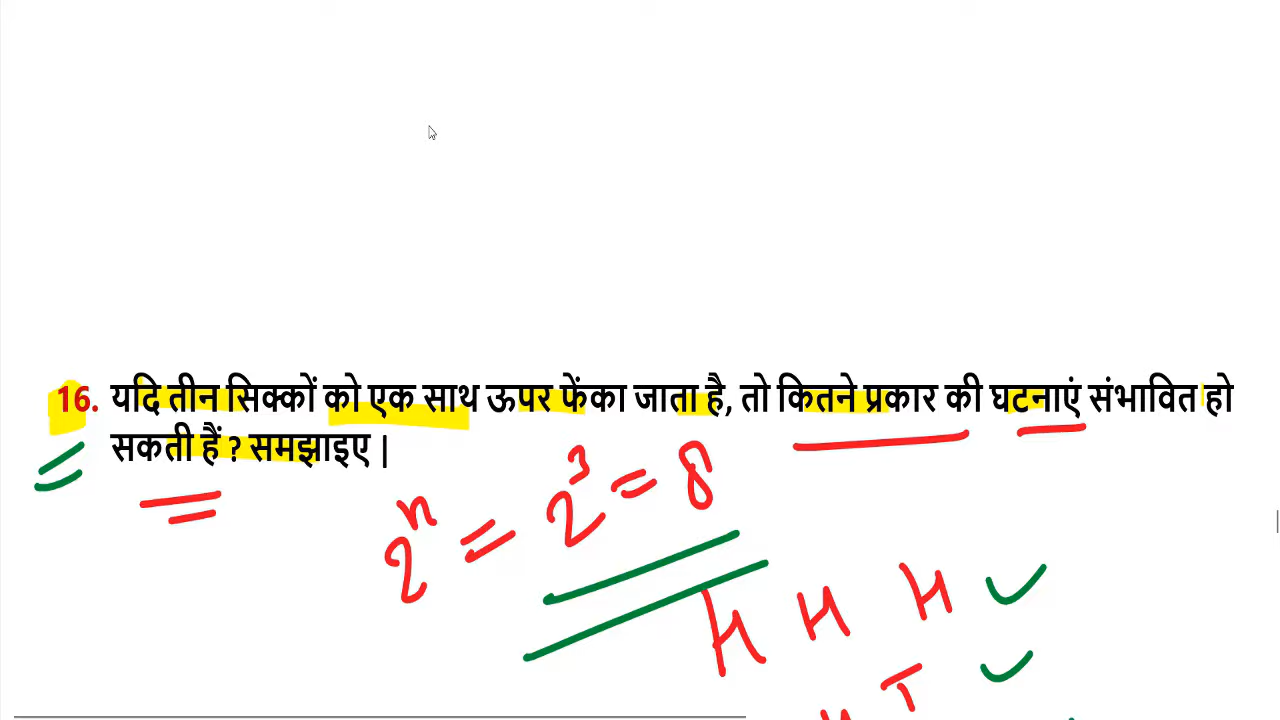 16. यदि तीन सिक्कों को एक साथ ऊपर फेंका जाता है, तो कितने प्रकार की घटनाएं संभावित हो
सकती हैं ? समझाइए |
2ⁿ = 2³ = 8
H H H ✓
H T ✓